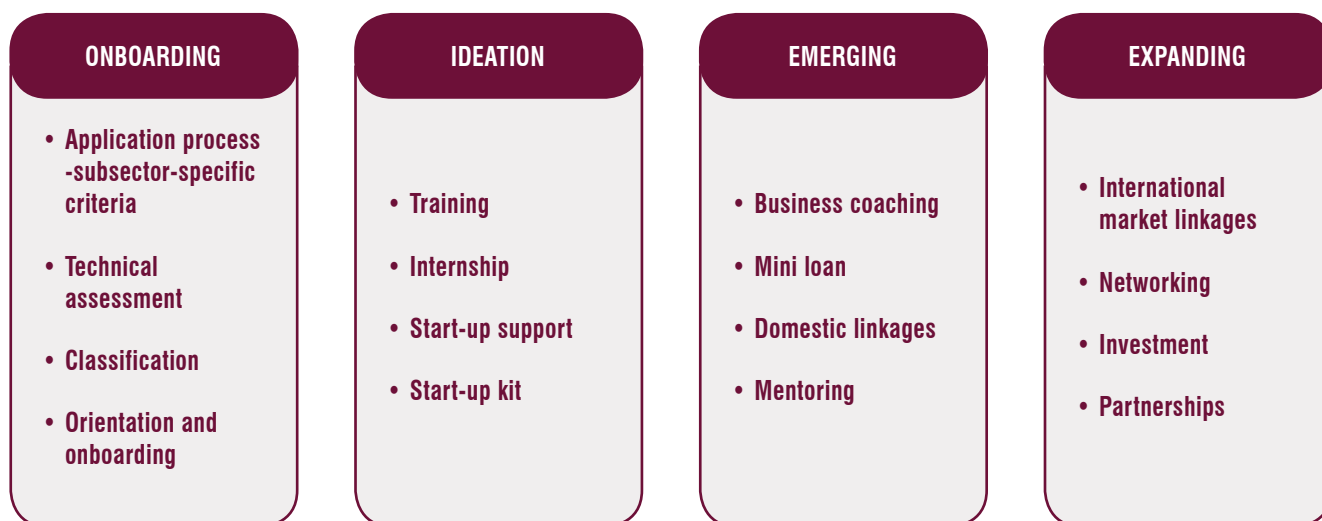 ONBOARDING
• Application process
-subsector-specific
criteria
• Technical
assessment
• Classification
• Orientation and
onboarding
IDEATION
• Training
• Internship
• Start-up support
• Start-up kit
EMERGING
• Business coaching
• Mini loan
• Domestic linkages
• Mentoring
EXPANDING
• International
market linkages
• Networking
• Investment
• Partnerships